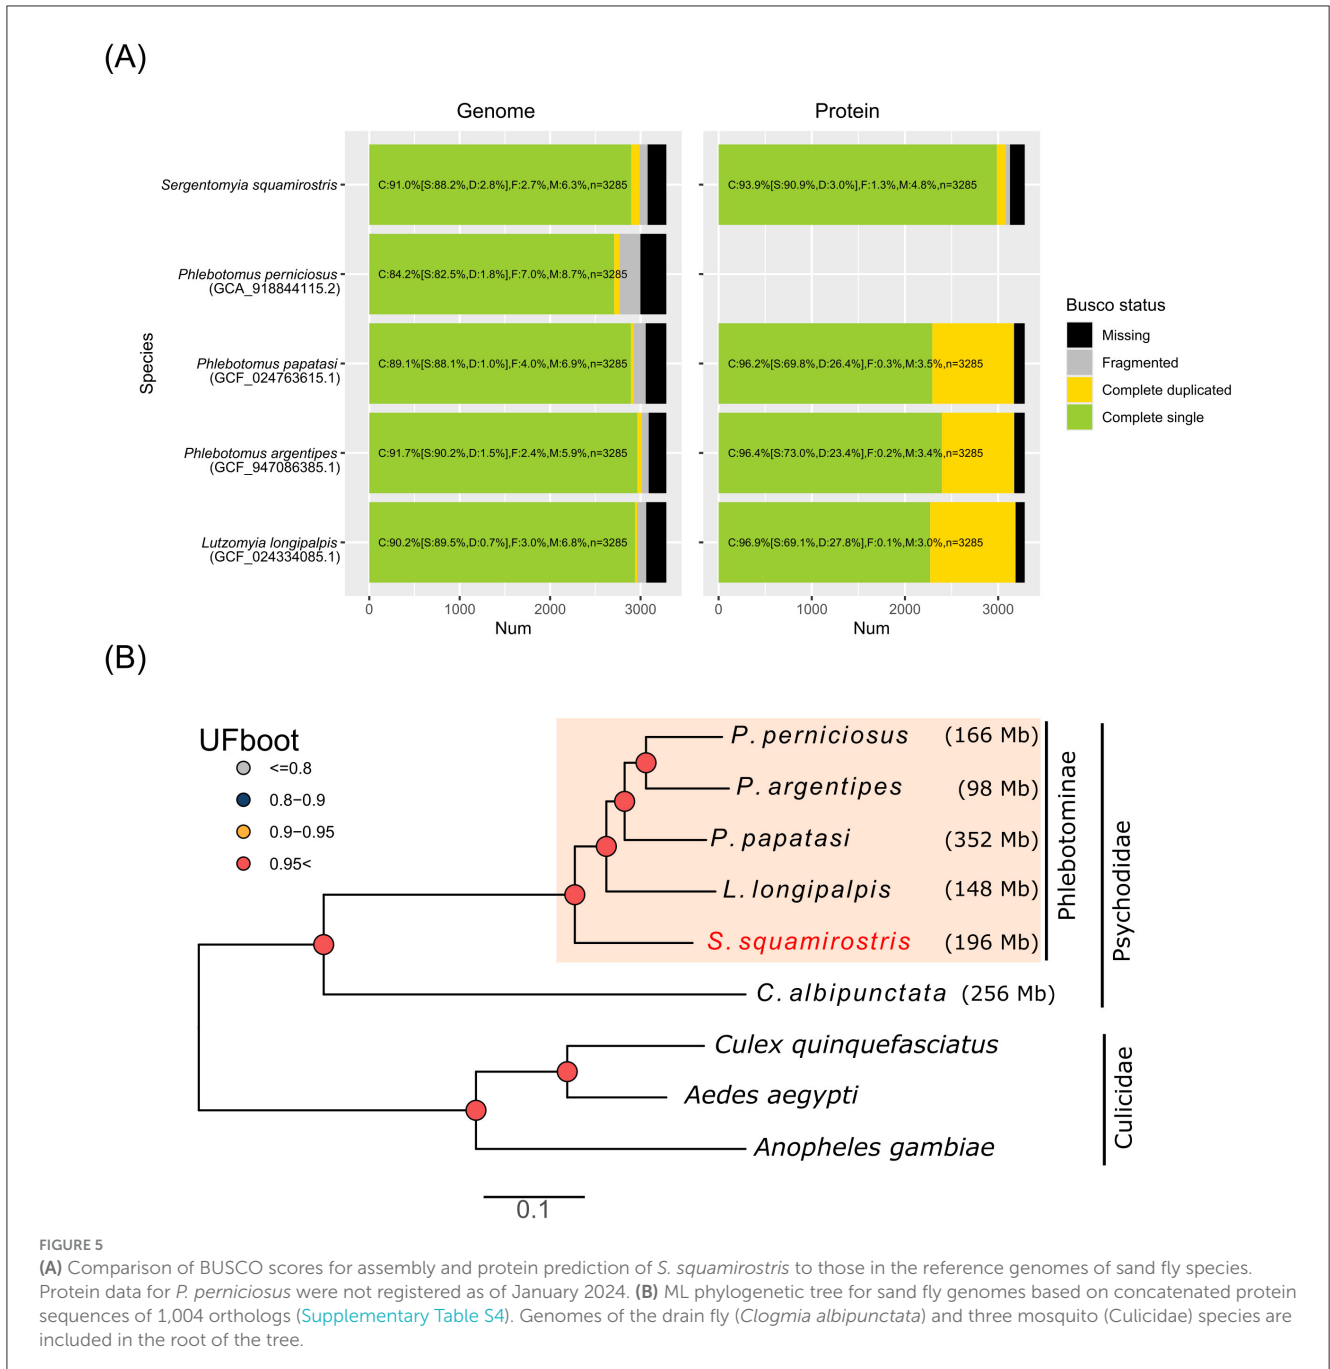 (A)
Genome
Protein
Species
Sergentomyia squamirostris
C:91.0%[S:88.2%,D:2.8%],F:2.7%,M:6.3%,n=3285
C:93.9%[S:90.9%,D:3.0%],F:1.3%,M:4.8%,n=3285
Phlebotomus perniciosus
(GCA_918844115.2)
C:84.2%[S:82.5%,D:1.8%],F:7.0%,M:8.7%,n=3285
Phlebotomus papatasi
(GCF_024763615.1)
C:89.1%[S:88.1%,D:1.0%],F:4.0%,M:6.9%,n=3285
C:96.2%[S:69.8%,D:26.4%],F:0.3%,M:3.5%,n=3285
Phlebotomus argentipes
(GCF_947086385.1)
C:91.7%[S:90.2%,D:1.5%],F:2.4%,M:5.9%,n=3285
C:96.4%[S:73.0%,D:23.4%],F:0.2%,M:3.4%,n=3285
Lutzomyia longipalpis
(GCF_024334085.1)
C:90.2%[S:89.5%,D:0.7%],F:3.0%,M:6.8%,n=3285
C:96.9%[S:69.1%,D:27.8%],F:0.1%,M:3.0%,n=3285
0 1000 2000 3000
Num
0 1000 2000 3000
Num
Busco status
Missing
Fragmented
Complete duplicated
Complete single
(B)
UFboot
<=0.8
0.8−0.9
0.9−0.95
0.95<
P. perniciosus (166 Mb)
P. argentipes (98 Mb)
P. papatasi (352 Mb)
L. longipalpis (148 Mb)
S. squamirostris (196 Mb)
C. albipunctata (256 Mb)
Culex quinquefasciatus
Aedes aegypti
Anopheles gambiae
Phlebotominae
Psychodidae
Culicidae
0.1
FIGURE 5
(A) Comparison of BUSCO scores for assembly and protein prediction of S. squamirostris to those in the reference genomes of sand fly species.
Protein data for P. perniciosus were not registered as of January 2024. (B) ML phylogenetic tree for sand fly genomes based on concatenated protein
sequences of 1,004 orthologs (Supplementary Table S4). Genomes of the drain fly (Clogmia albipunctata) and three mosquito (Culicidae) species are
included in the root of the tree.